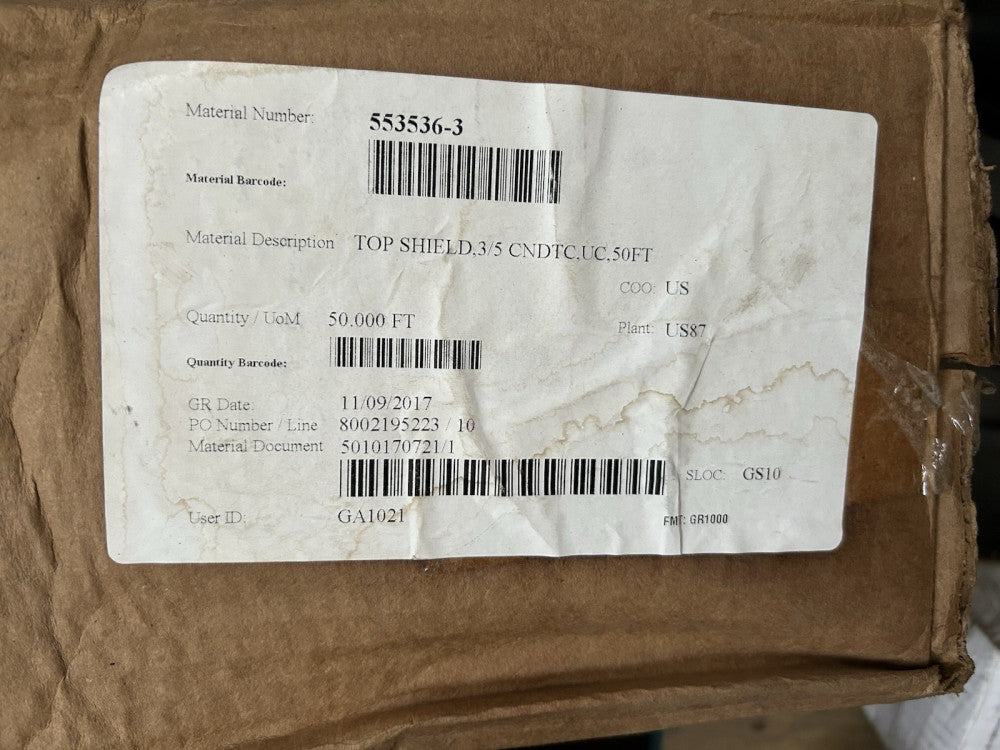 Material Number: 553536-3
Material Barcode:
Material Description TOP SHIELD,3/5 CNDTC,UC,50FT
COO: US
Quantity / UoM 50.000 FT
Plant: US87
Quantity Barcode:
GR Date: 11/09/2017
PO Number / Line 8002195223 / 10
Material Document 5010170721/1
SLOC: GS10
User ID: GA1021
FMT: GR1000